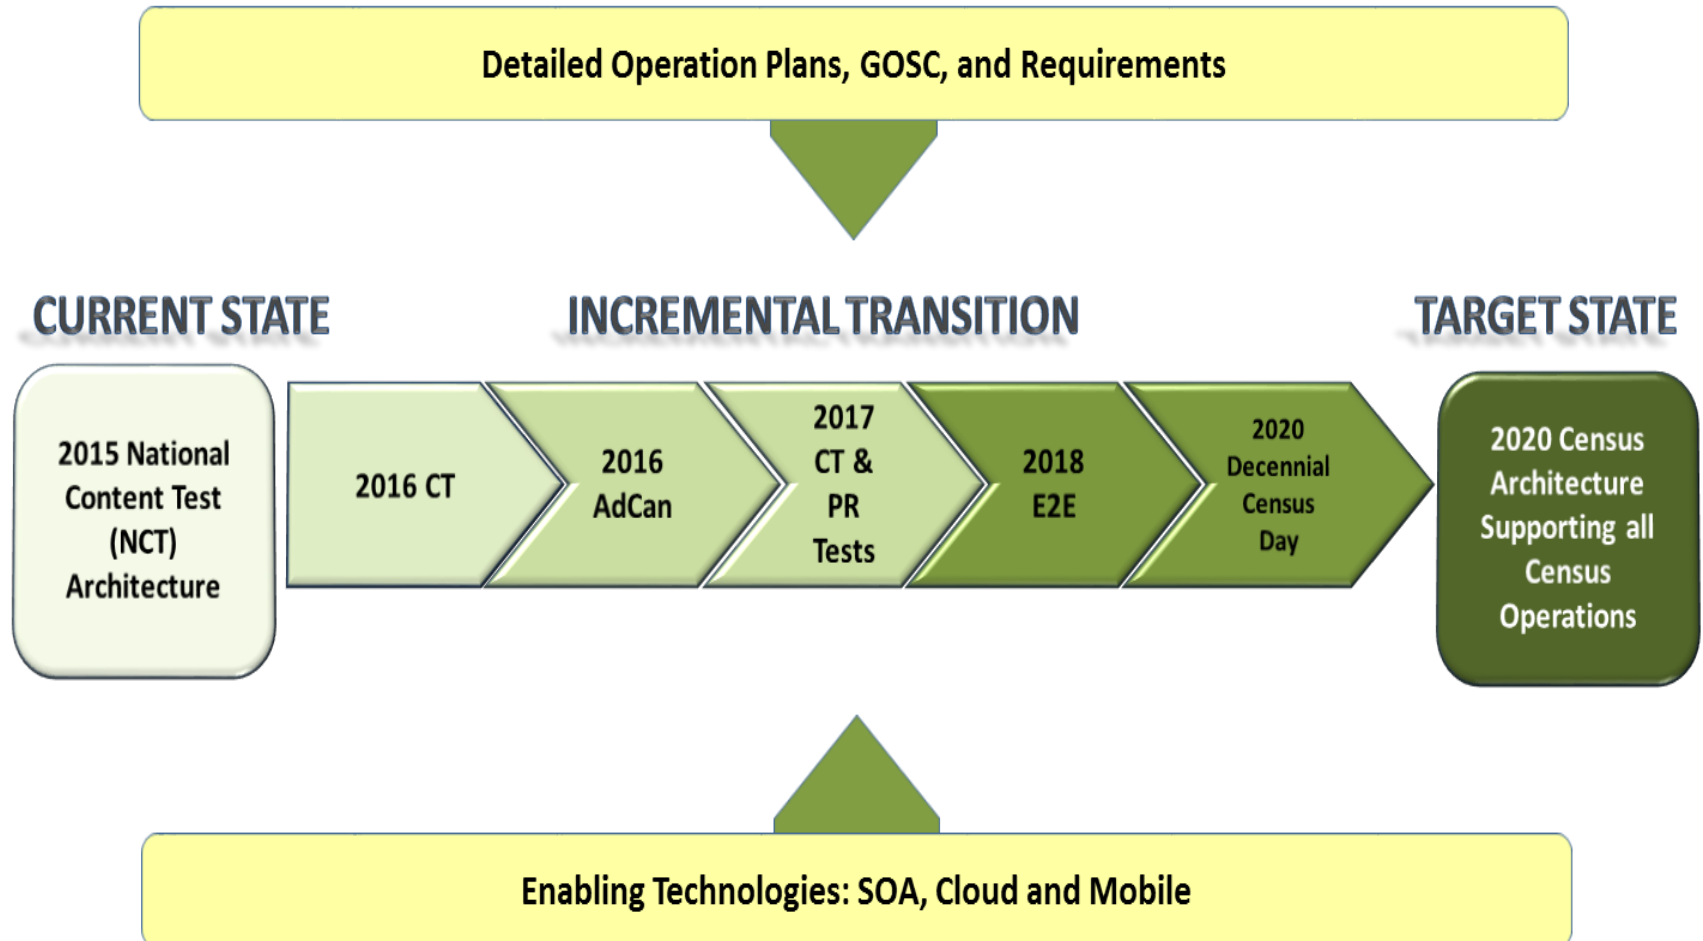 Detailed Operation Plans, GOSC, and Requirements
CURRENT STATE
INCREMENTAL TRANSITION
TARGET STATE
2015 National
Content Test
(NCT)
Architecture
2016 CT
2016
AdCan
2017
CT &
PR
Tests
2018
E2E
2020
Decennial
Census
Day
2020 Census
Architecture
Supporting all
Census
Operations
Enabling Technologies: SOA, Cloud and Mobile